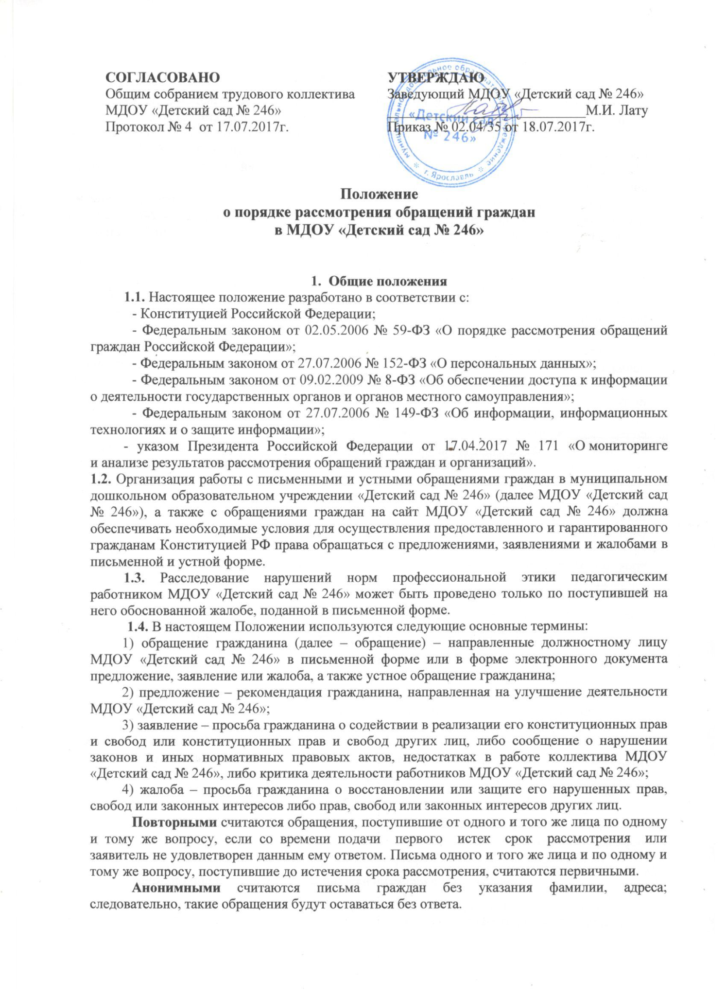 СОГЛАСОВАНО
Общим собранием трудового коллектива
МДОУ «Детский сад № 246»
Протокол № 4 от 17.07.2017г.
УТВЕРЖДАЮ
Заведующий МДОУ «Детский сад № 246»
М.И. Лату
Приказ № 02.04/35 от 18.07.2017г.
муниципальное дошкольное образовательное учреждение
«Детский сад
№ 246»
г. Ярославль
Положение
о порядке рассмотрения обращений граждан
в МДОУ «Детский сад № 246»
1. Общие положения
1.1. Настоящее положение разработано в соответствии с:
- Конституцией Российской Федерации;
- Федеральным законом от 02.05.2006 № 59-ФЗ «О порядке рассмотрения обращений
граждан Российской Федерации»;
- Федеральным законом от 27.07.2006 № 152-ФЗ «О персональных данных»;
- Федеральным законом от 09.02.2009 № 8-ФЗ «Об обеспечении доступа к информации
о деятельности государственных органов и органов местного самоуправления»;
- Федеральным законом от 27.07.2006 № 149-ФЗ «Об информации, информационных
технологиях и о защите информации»;
- указом Президента Российской Федерации от 17.04.2017 № 171 «О мониторинге
и анализе результатов рассмотрения обращений граждан и организаций».
1.2. Организация работы с письменными и устными обращениями граждан в муниципальном
дошкольном образовательном учреждении «Детский сад № 246» (далее МДОУ «Детский сад
№ 246»), а также с обращениями граждан на сайт МДОУ «Детский сад № 246» должна
обеспечивать необходимые условия для осуществления предоставленного и гарантированного
гражданам Конституцией РФ права обращаться с предложениями, заявлениями и жалобами в
письменной и устной форме.
1.3. Расследование нарушений норм профессиональной этики педагогическим
работником МДОУ «Детский сад № 246» может быть проведено только по поступившей на
него обоснованной жалобе, поданной в письменной форме.
1.4. В настоящем Положении используются следующие основные термины:
1) обращение гражданина (далее – обращение) – направленные должностному лицу
МДОУ «Детский сад № 246» в письменной форме или в форме электронного документа
предложение, заявление или жалоба, а также устное обращение гражданина;
2) предложение – рекомендация гражданина, направленная на улучшение деятельности
МДОУ «Детский сад № 246»;
3) заявление – просьба гражданина о содействии в реализации его конституционных прав
и свобод или конституционных прав и свобод других лиц, либо сообщение о нарушении
законов и иных нормативных правовых актов, недостатках в работе коллектива МДОУ
«Детский сад № 246», либо критика деятельности работников МДОУ «Детский сад № 246»;
4) жалоба – просьба гражданина о восстановлении или защите его нарушенных прав,
свобод или законных интересов либо прав, свобод или законных интересов других лиц.
Повторными считаются обращения, поступившие от одного и того же лица по одному
и тому же вопросу, если со времени подачи первого истек срок рассмотрения или
заявитель не удовлетворен данным ему ответом. Письма одного и того же лица и по одному и
тому же вопросу, поступившие до истечения срока рассмотрения, считаются первичными.
Анонимными считаются письма граждан без указания фамилии, адреса;
следовательно, такие обращения будут оставаться без ответа.